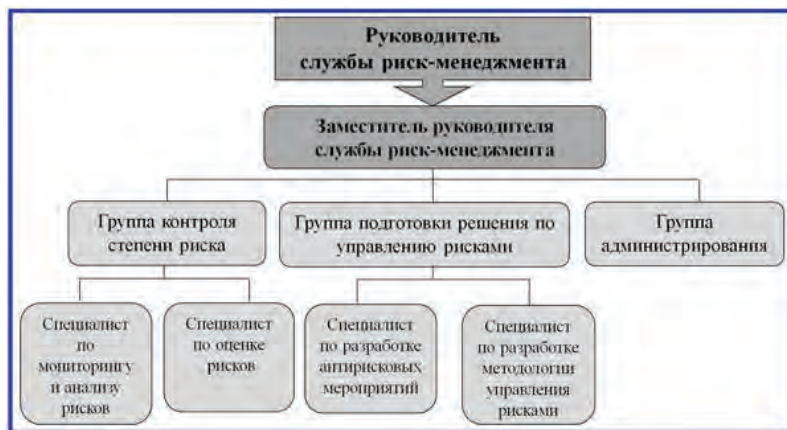 Руководитель
службы риск-менеджмента
Заместитель руководителя
службы риск-менеджмента
Группа контроля
степени риска
Группа подготовки решения по
управлению рисками
Группа
администрирования
Специалист
по
мониторингу
и анализу
рисков
Специалист
по оценке
рисков
Специалист
по разработке
антирисковых
мероприятий
Специалист
по разработке
методологии
управления
рисками